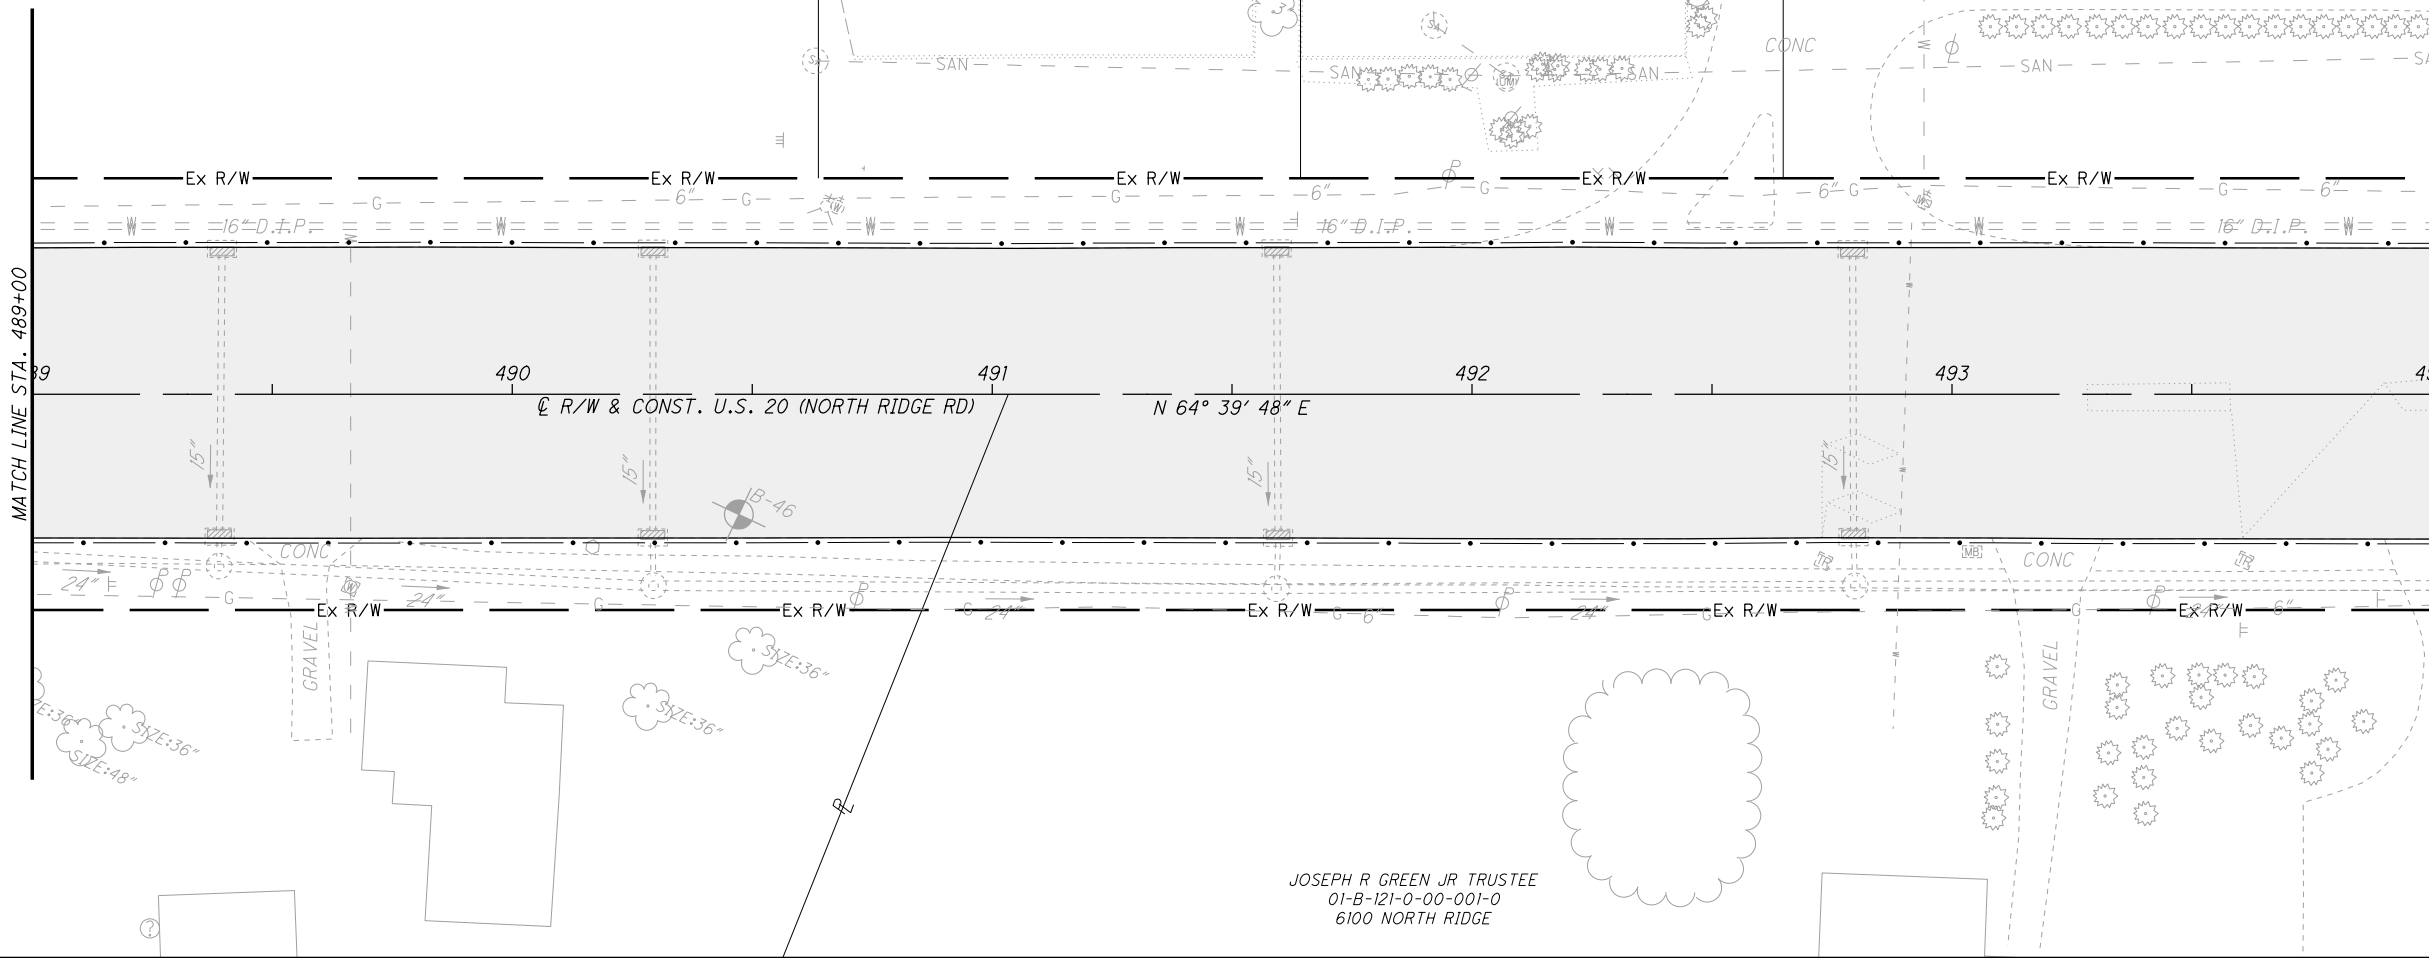 CONC
SAN
SAN
SAN
SAN
Ex R/W
Ex R/W
Ex R/W
Ex R/W
Ex R/W
G
6"
G
G
6"
G
6"
G
G
6"
W
16" D.I.P.
W
W
W
16" D.I.P.
W
W
16" D.I.P.
W
MATCH LINE STA. 489+00
490
491
492
493
℄ R/W & CONST. U.S. 20 (NORTH RIDGE RD)
N 64° 39' 48" E
15"
15"
15"
15"
B-46
CONC
MB
CONC
24"
24"
24"
24"
G
G
G
G
6"
G
G
6"
Ex R/W
Ex R/W
Ex R/W
Ex R/W
Ex R/W
GRAVEL
GRAVEL
SIZE:36"
SIZE:36"
SIZE:36"
SIZE:48"
?
JOSEPH R GREEN JR TRUSTEE
01-B-121-0-00-001-0
6100 NORTH RIDGE